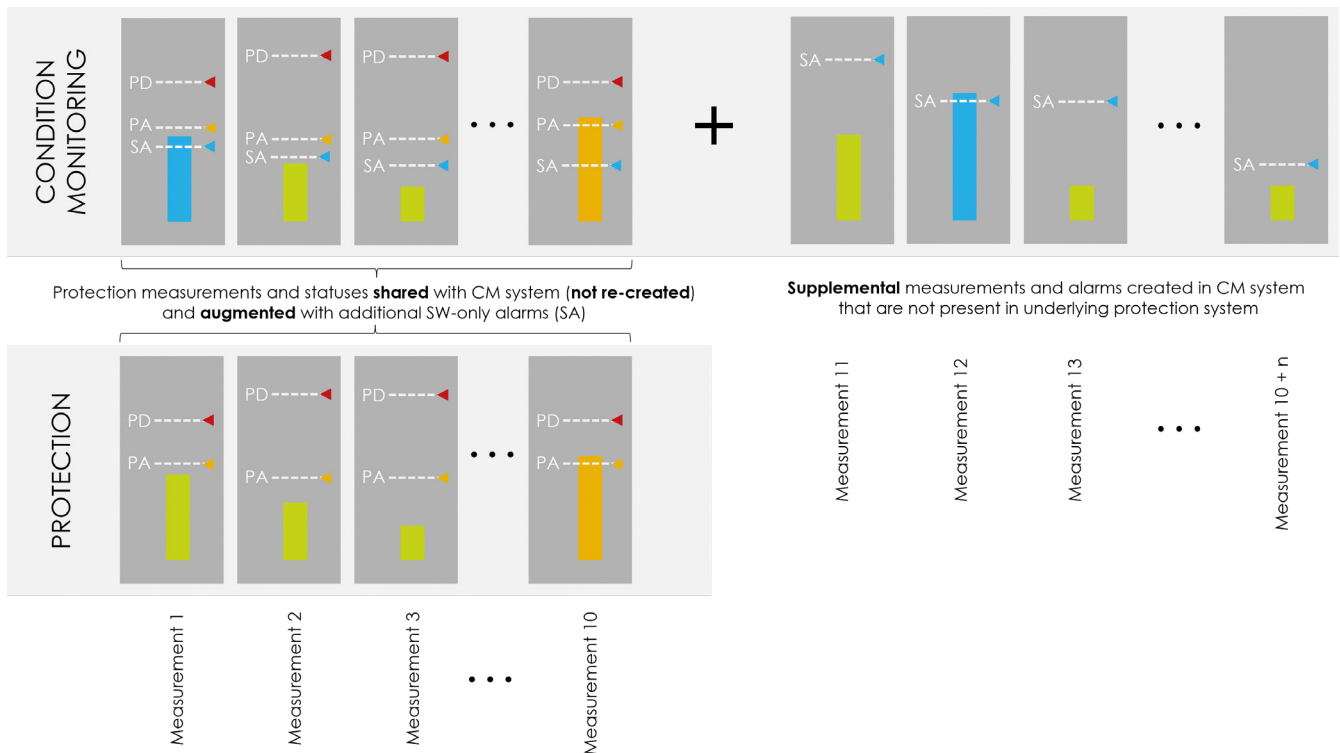 CONDITION
MONITORING
PD
PA
SA
PD
PA
SA
PD
PA
SA
• • •
PD
PA
SA
+
SA
SA
SA
• • •
SA
Protection measurements and statuses shared with CM system (not re-created)
and augmented with additional SW-only alarms (SA)
Supplemental measurements and alarms created in CM system
that are not present in underlying protection system
PROTECTION
PD
PA
PD
PA
PD
PA
• • •
PD
PA
Measurement 11
Measurement 12
Measurement 13
• • •
Measurement 10 + n
Measurement 1
Measurement 2
Measurement 3
• • •
Measurement 10